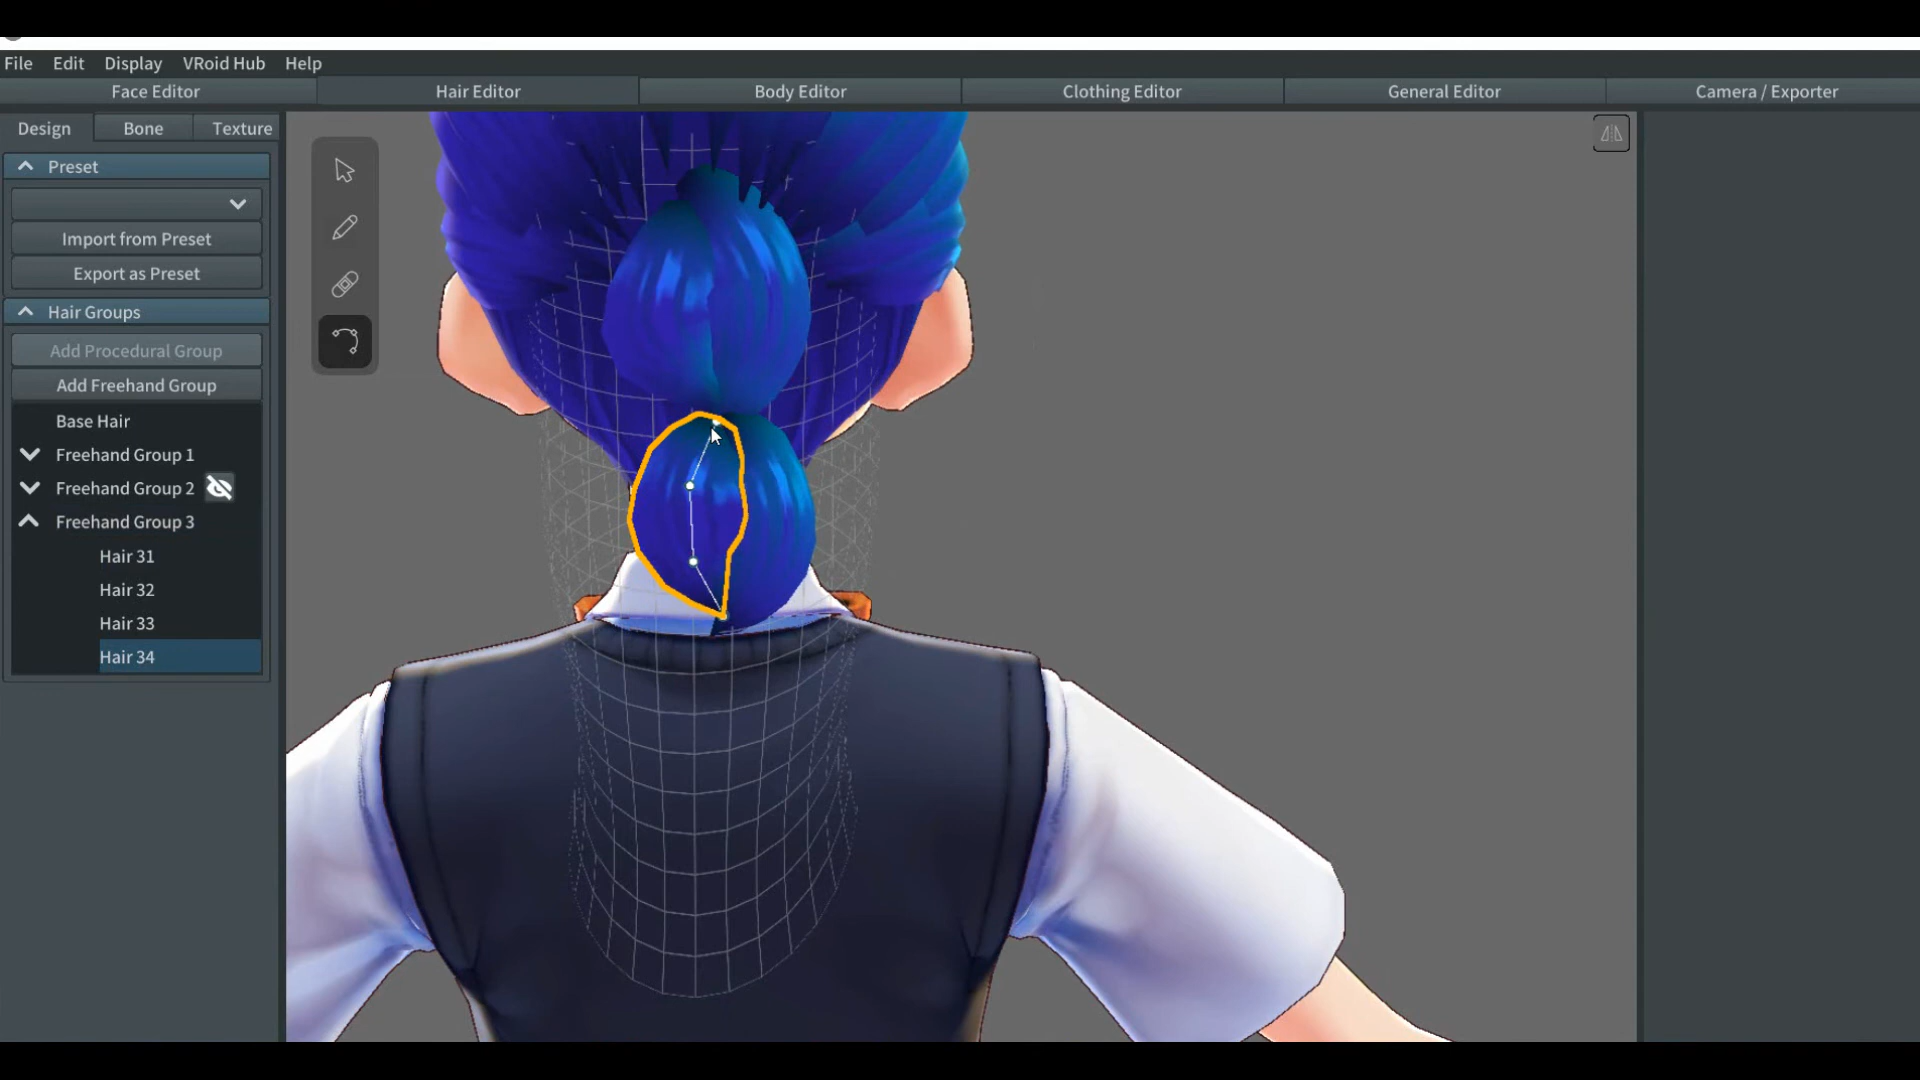 File Edit Display VRoid Hub Help
Face Editor Hair Editor Body Editor Clothing Editor General Editor Camera / Exporter
Design Bone Texture
Preset
Import from Preset
Export as Preset
Hair Groups
Add Procedural Group
Add Freehand Group
Base Hair
Freehand Group 1
Freehand Group 2
Freehand Group 3
Hair 31
Hair 32
Hair 33
Hair 34